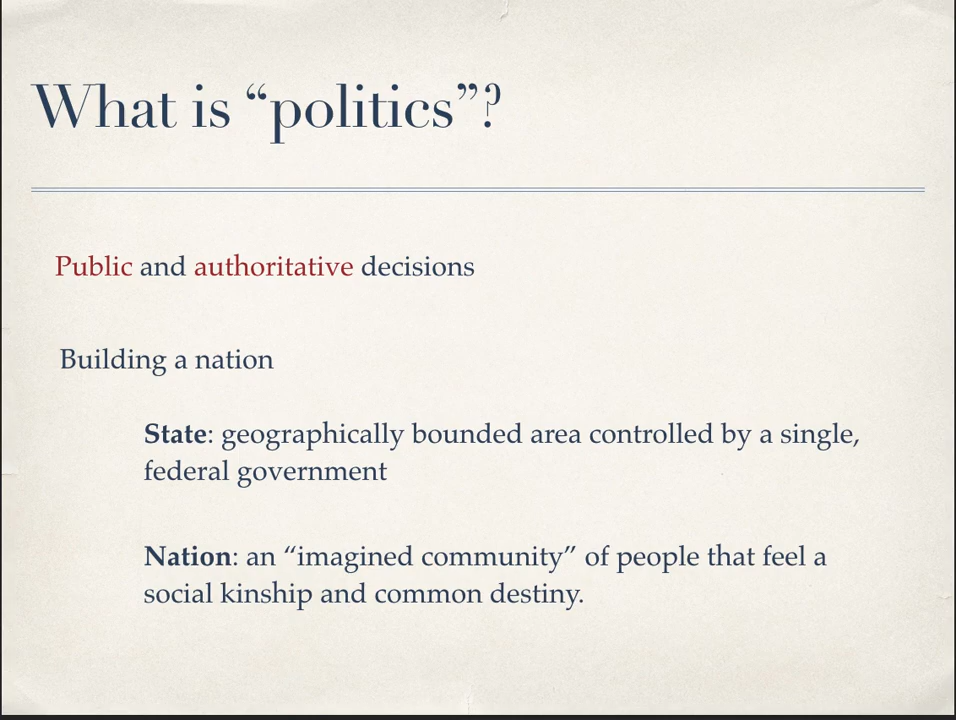 What is “politics”?
Public and authoritative decisions
Building a nation
State: geographically bounded area controlled by a single,
federal government
Nation: an “imagined community” of people that feel a
social kinship and common destiny.